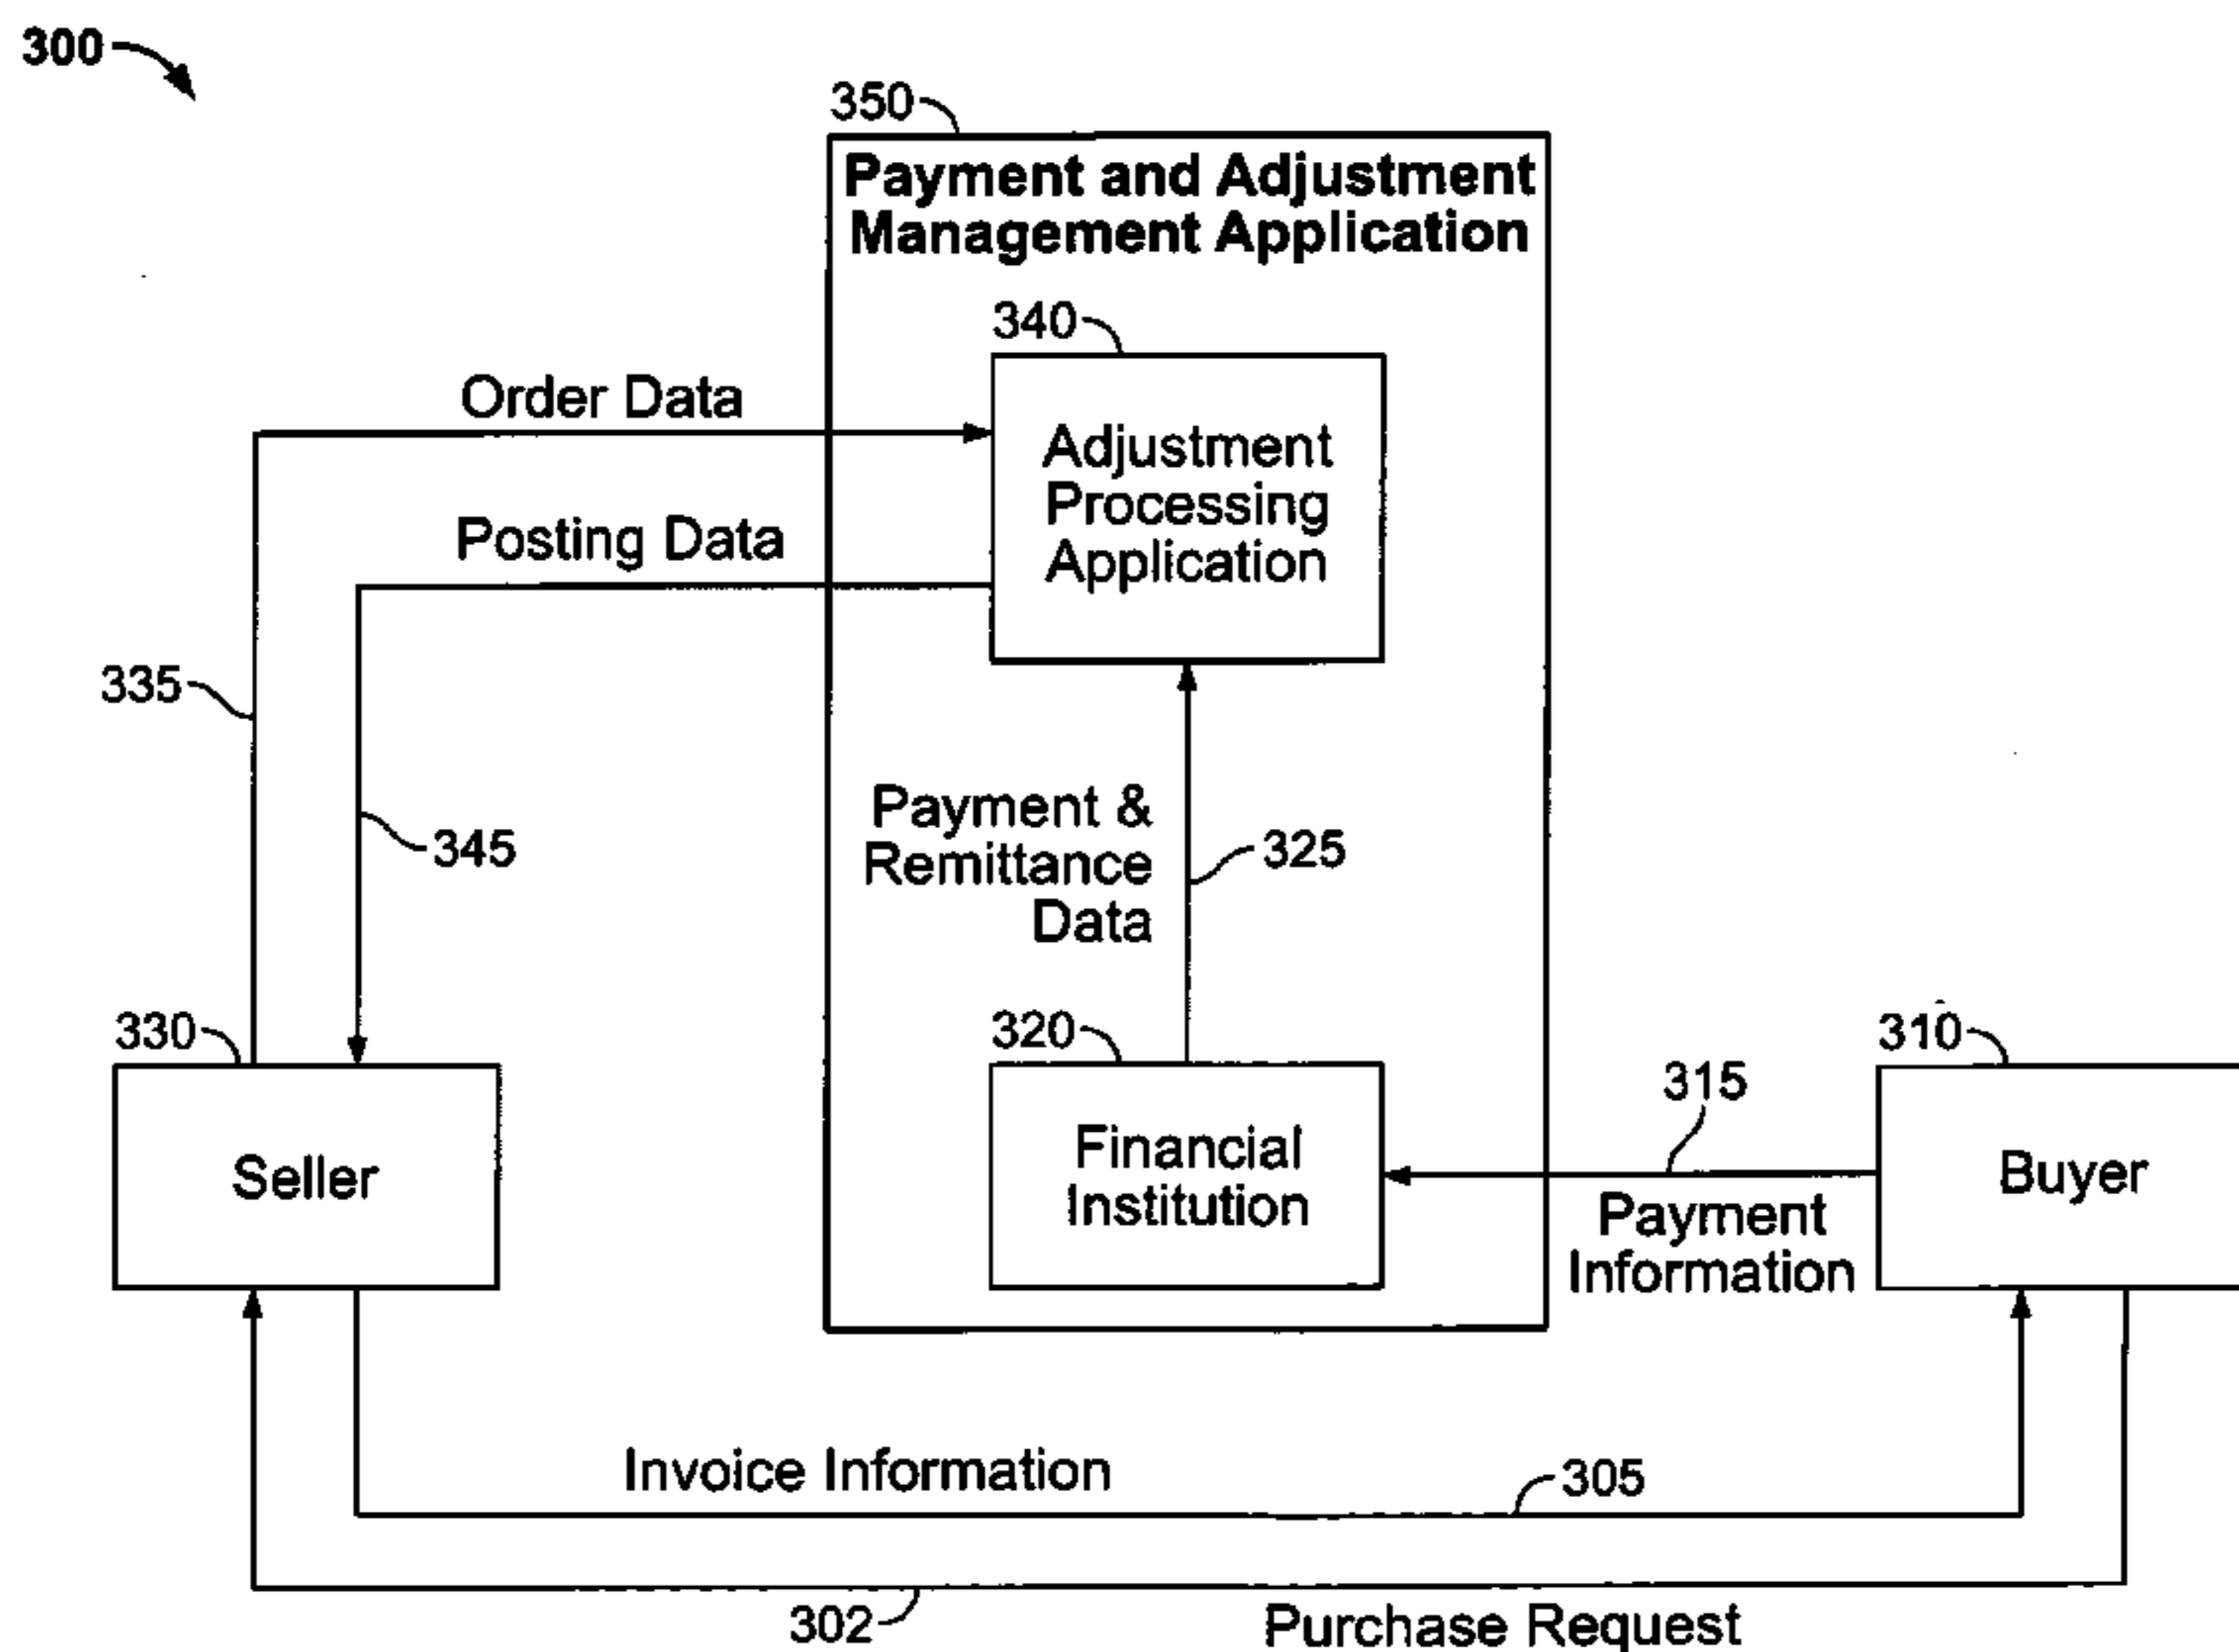 300
350
Payment and Adjustment
Management Application
340
Order Data
Adjustment
Processing
Application
Posting Data
335
345
Payment &
Remittance
Data
325
330
320
310
315
Seller
Financial
Institution
Buyer
Payment
Information
Invoice Information
305
302
Purchase Request